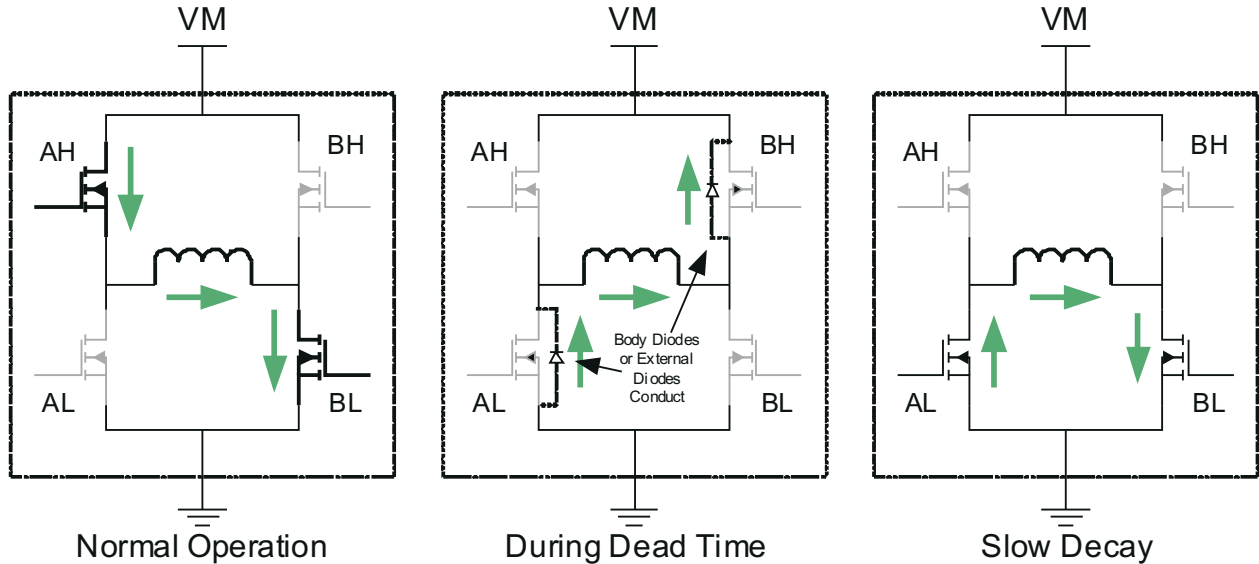 VM
AH
BH
AL
BL
Normal Operation
VM
AH
BH
Body Diodes
or External
Diodes
Conduct
AL
BL
During Dead Time
VM
AH
BH
AL
BL
Slow Decay